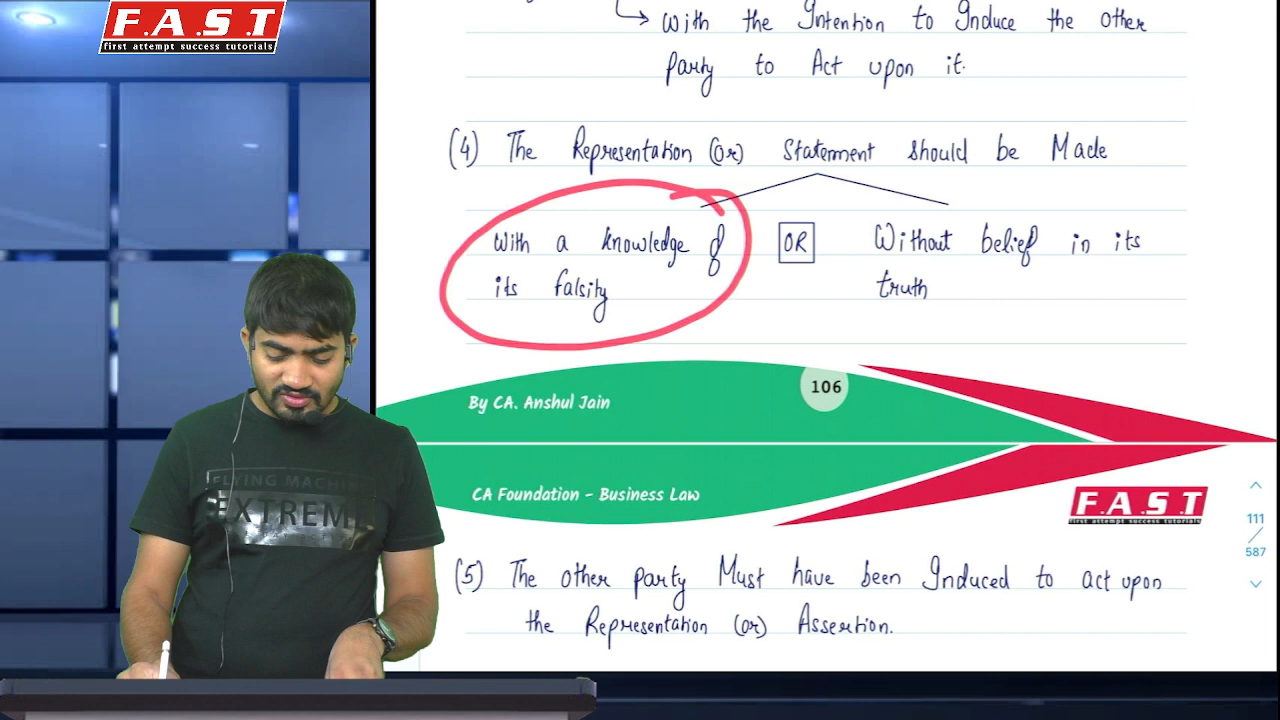 F.A.S.T
first attempt success tutorials
With the Intention to Induce the Other
Party to Act upon it.
(4) The Representation (or) Statement should be Made
With a knowledge of
its falsity
OR
Without belief in its
truth
By CA. Anshul Jain
106
CA Foundation - Business Law
F.A.S.T
first attempt success tutorials
111
587
(5) The other party Must have been Induced to act upon
the Representation (or) Assertion.
FLYING MACHIN
EXTREM